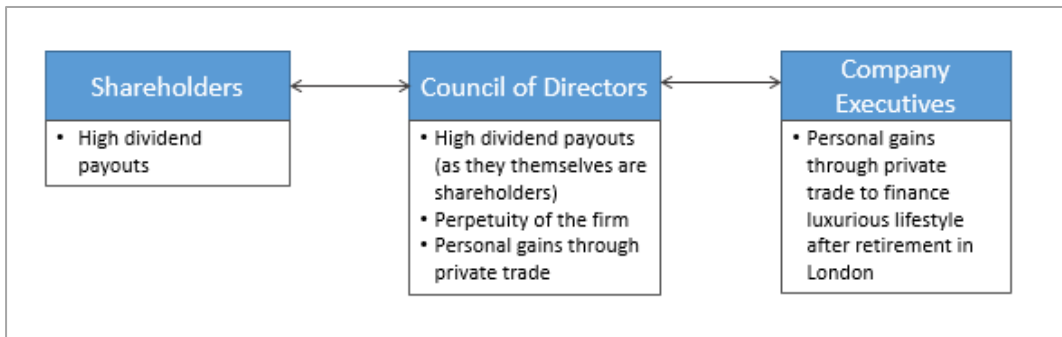 Shareholders
• High dividend
payouts
Council of Directors
• High dividend payouts
(as they themselves are
shareholders)
• Perpetuity of the firm
• Personal gains through
private trade
Company
Executives
• Personal gains
through private
trade to finance
luxurious lifestyle
after retirement in
London